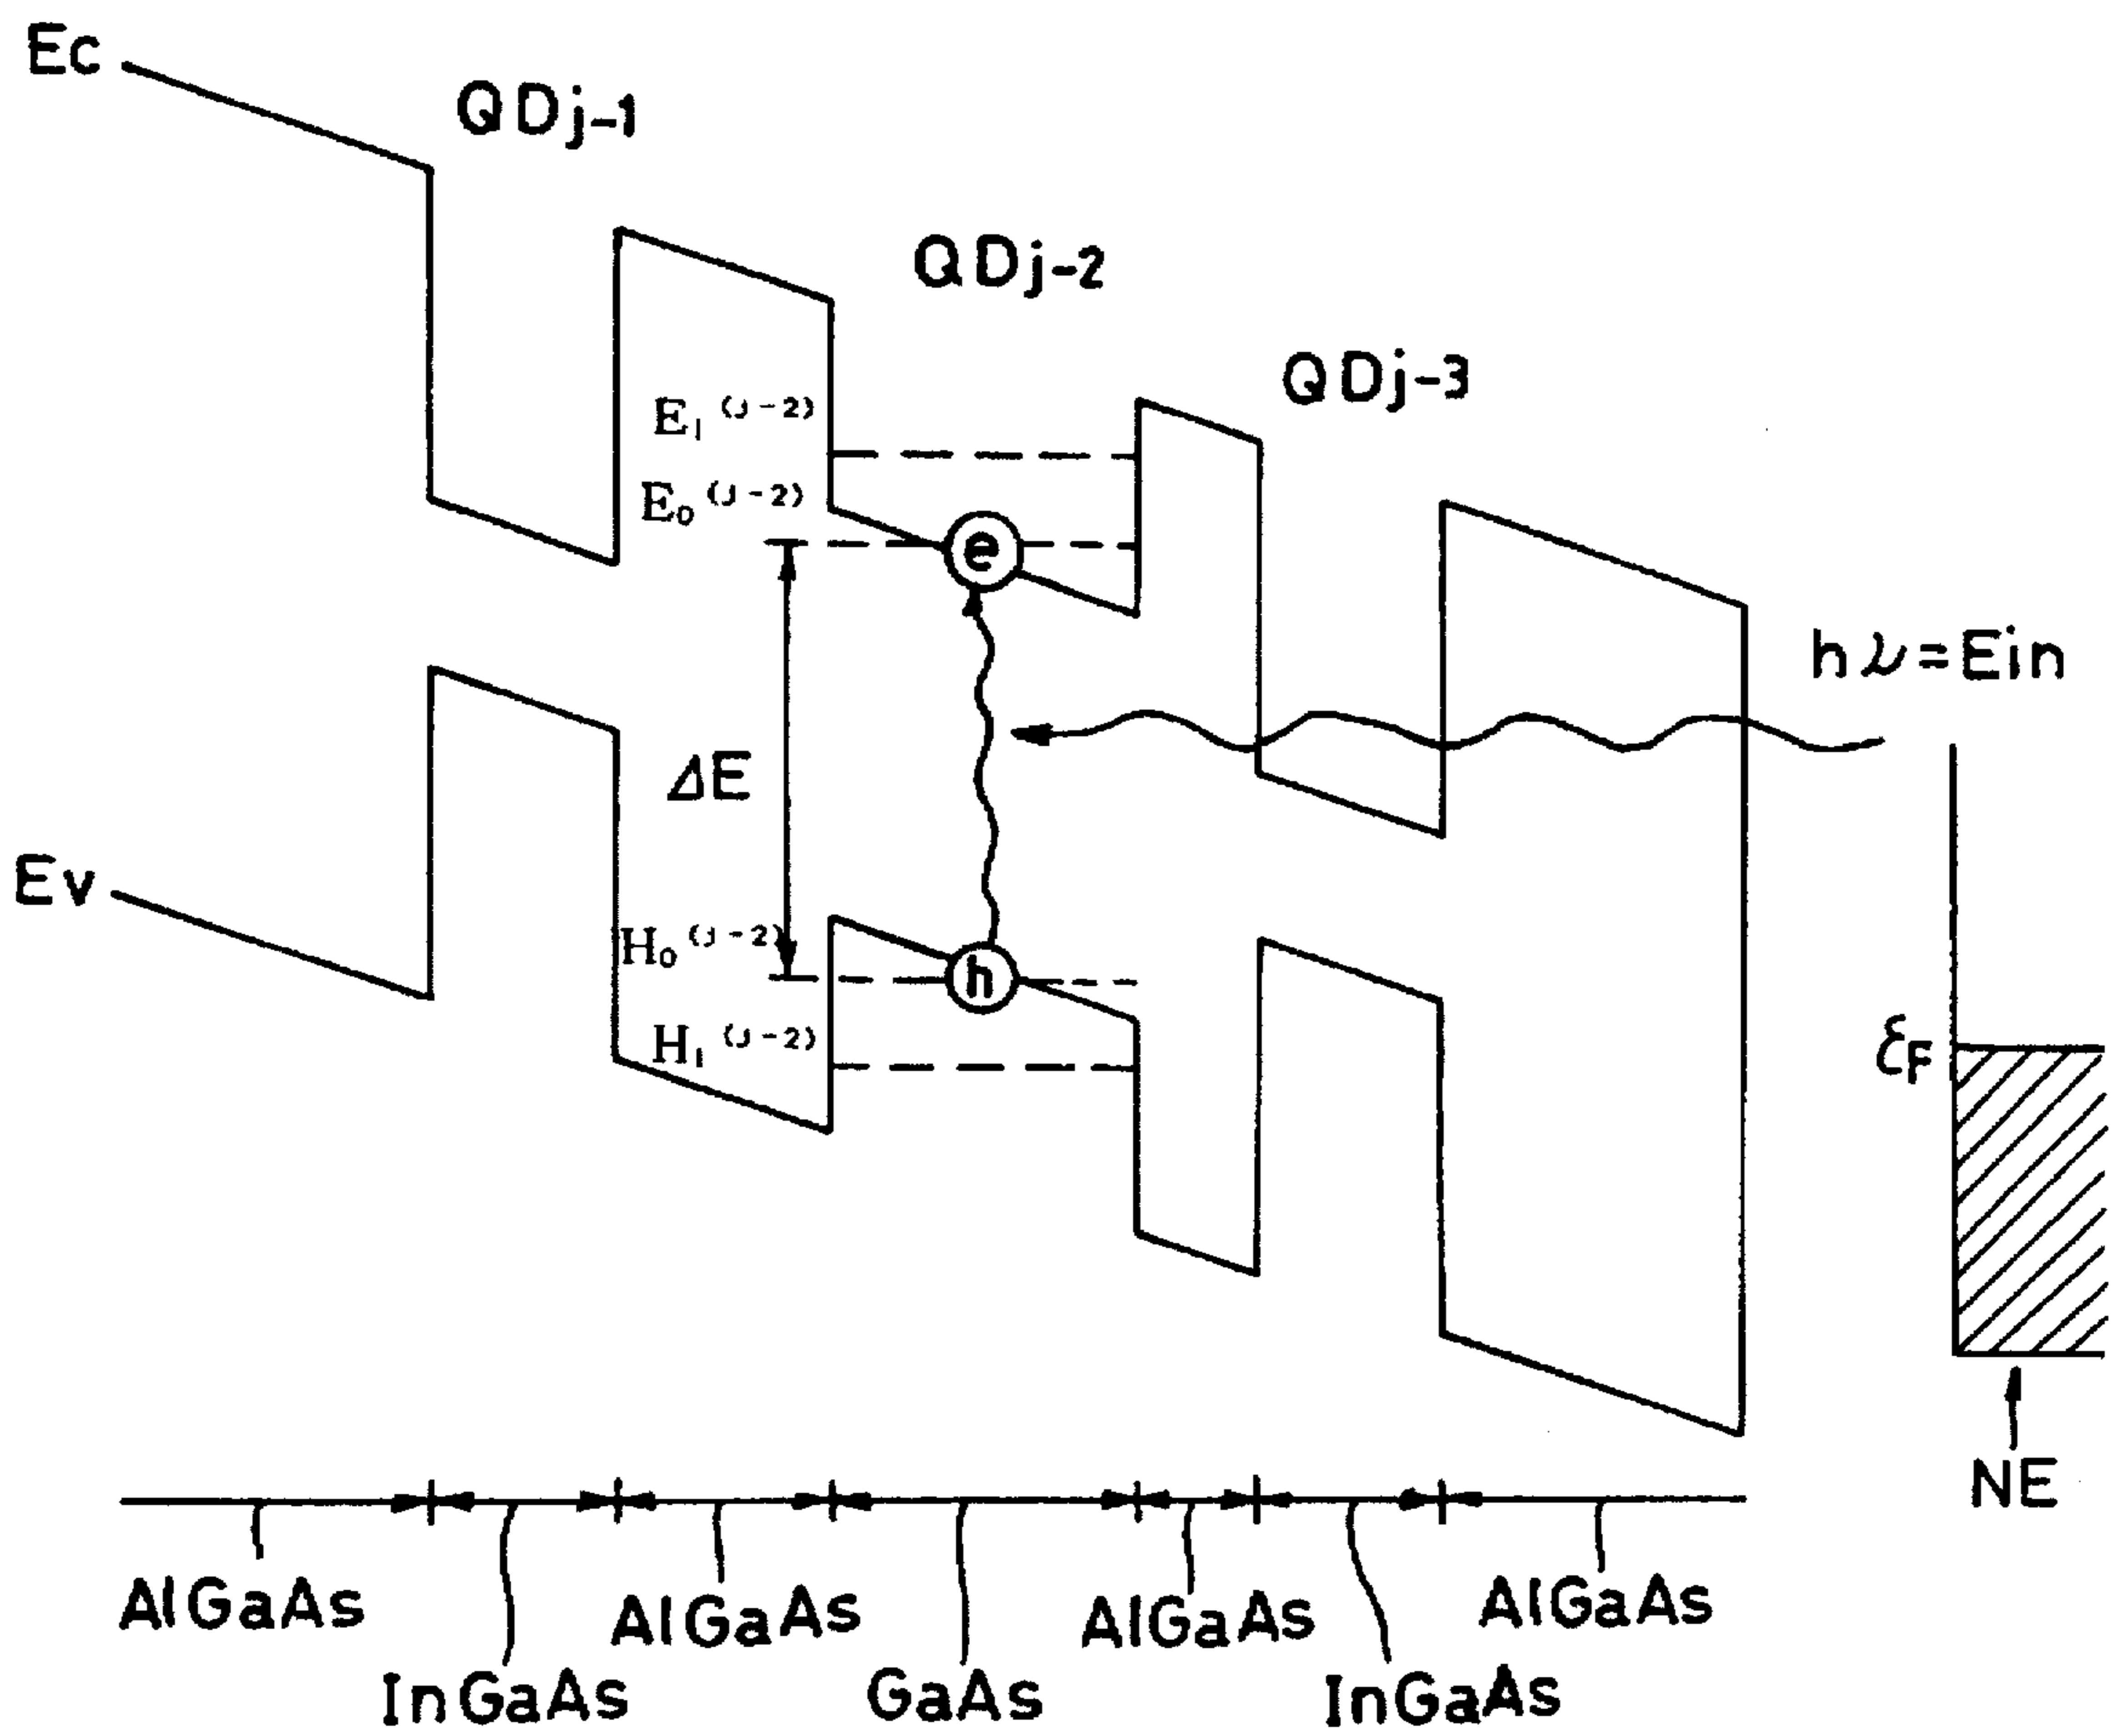 Ec
QDj-1
QDj-2
QDj-3
E₁⁽ʲ⁻²⁾
E₀⁽ʲ⁻²⁾
e
hν=Ein
ΔE
Ev
H₀⁽ʲ⁻²⁾
h
H₁⁽ʲ⁻²⁾
εF
NE
AlGaAs
AlGaAs
AlGaAs
AlGaAs
InGaAs
GaAs
InGaAs